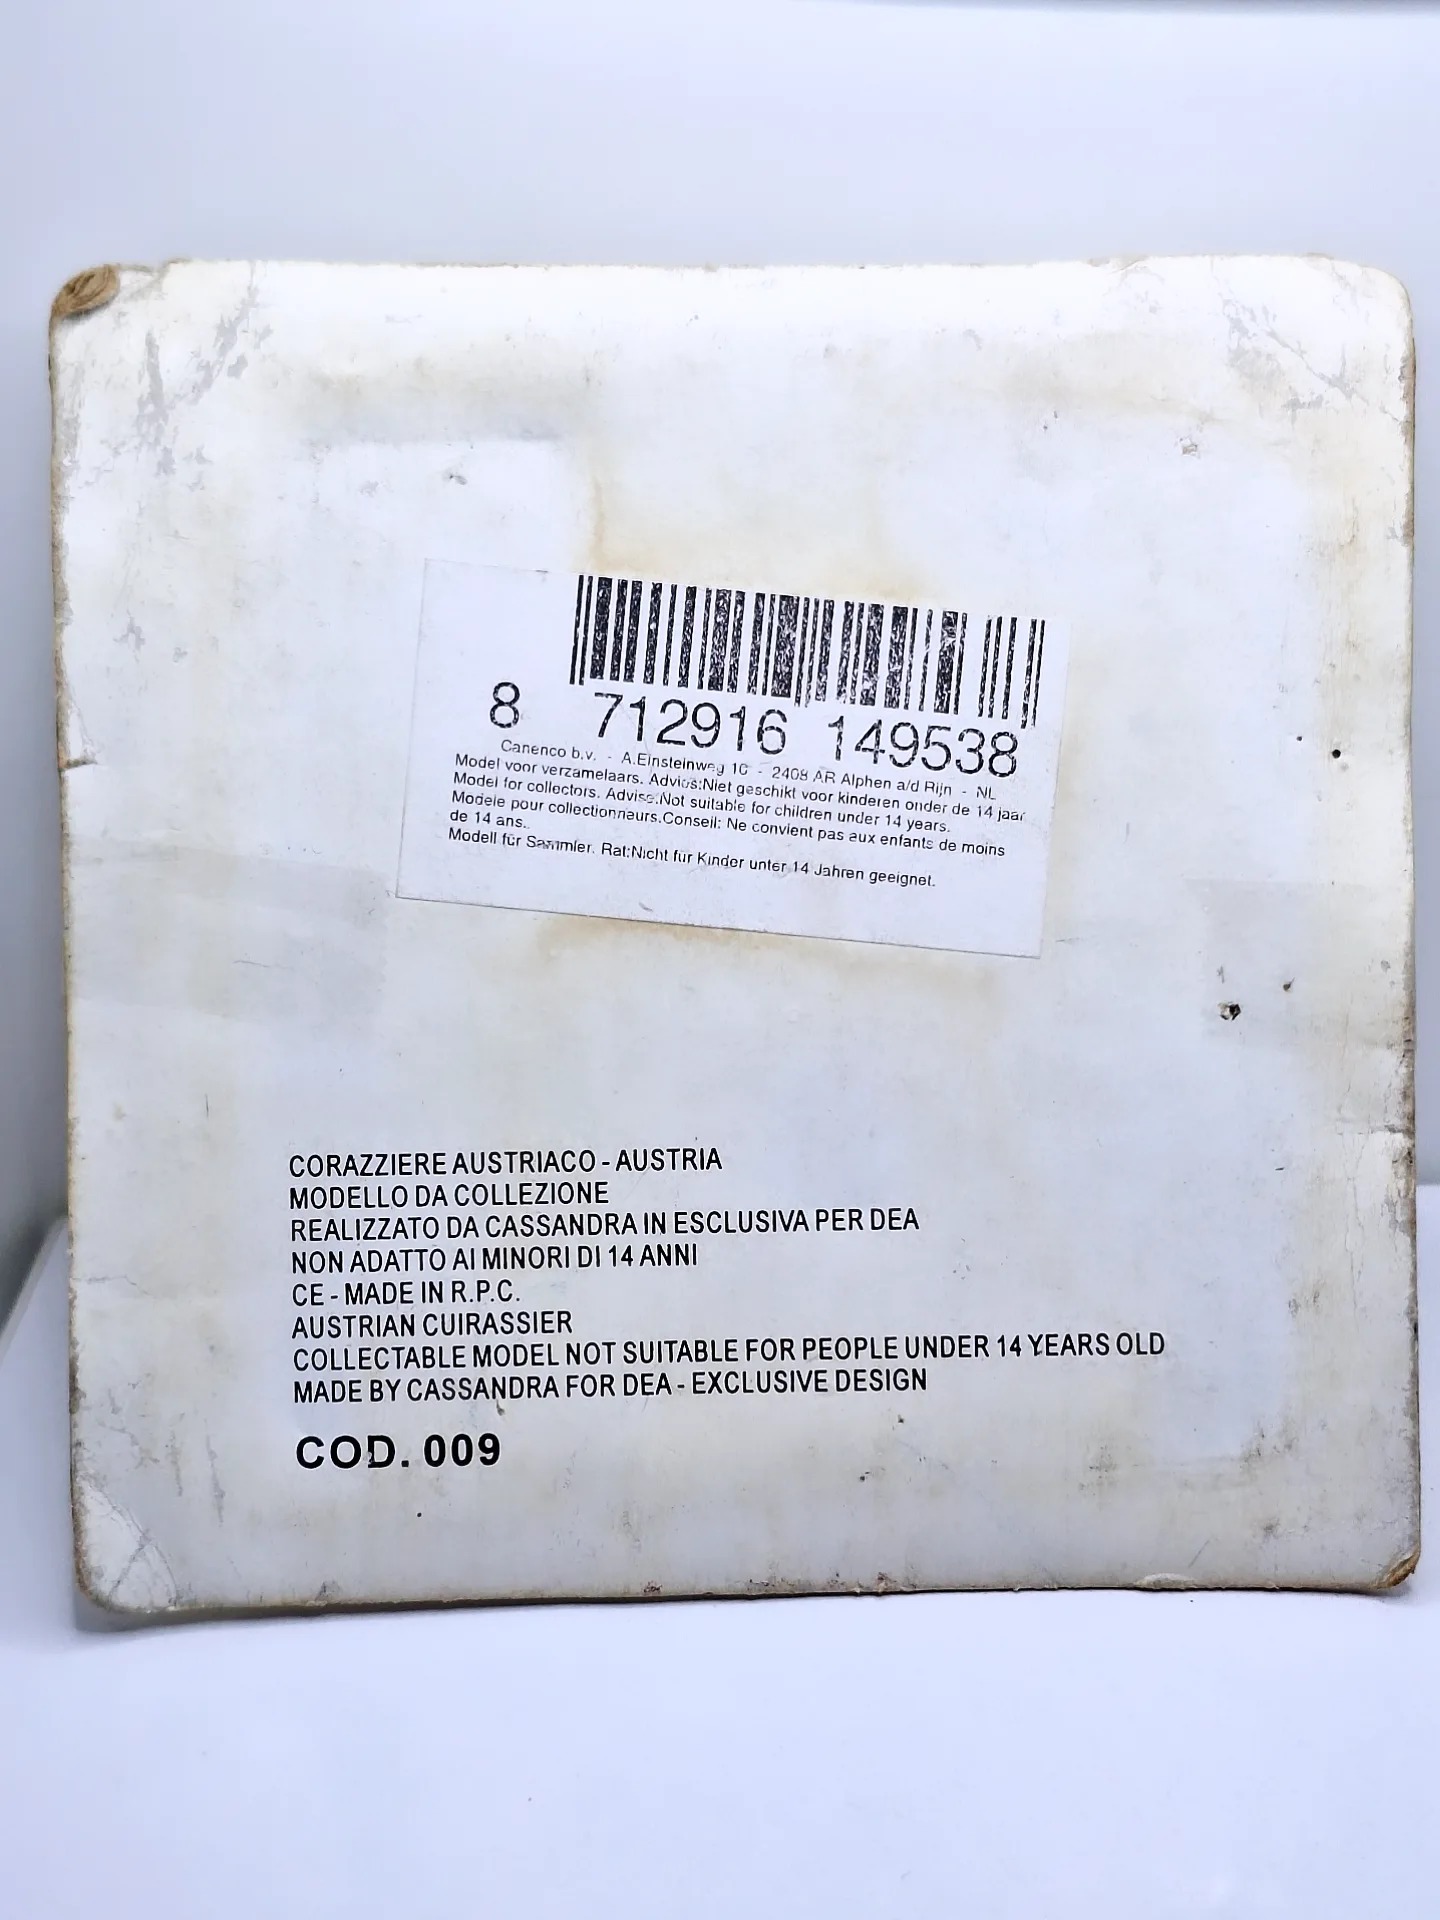 8 712916 149538
Canenco b.v. - A.Einsteinweg 10 - 2408 AR Alphen a/d Rijn - NL
Model voor verzamelaars. Advies:Niet geschikt voor kinderen onder de 14 jaar
Model for collectors. Advise:Not suitable for children under 14 years.
Modele pour collectionneurs.Conseil: Ne convient pas aux enfants de moins
de 14 ans.
Modell für Sammler. Rat:Nicht für Kinder unter 14 Jahren geeignet.
CORAZZIERE AUSTRIACO - AUSTRIA
MODELLO DA COLLEZIONE
REALIZZATO DA CASSANDRA IN ESCLUSIVA PER DEA
NON ADATTO AI MINORI DI 14 ANNI
CE - MADE IN R.P.C.
AUSTRIAN CUIRASSIER
COLLECTABLE MODEL NOT SUITABLE FOR PEOPLE UNDER 14 YEARS OLD
MADE BY CASSANDRA FOR DEA - EXCLUSIVE DESIGN
COD. 009